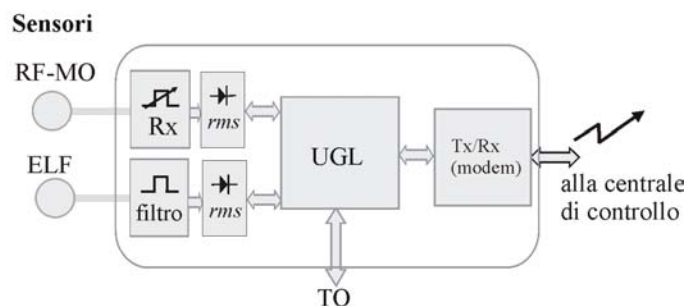 Sensori
RF-MO
Rx
rms
ELF
filtro
rms
UGL
Tx/Rx
(modem)
alla centrale
di controllo
TO